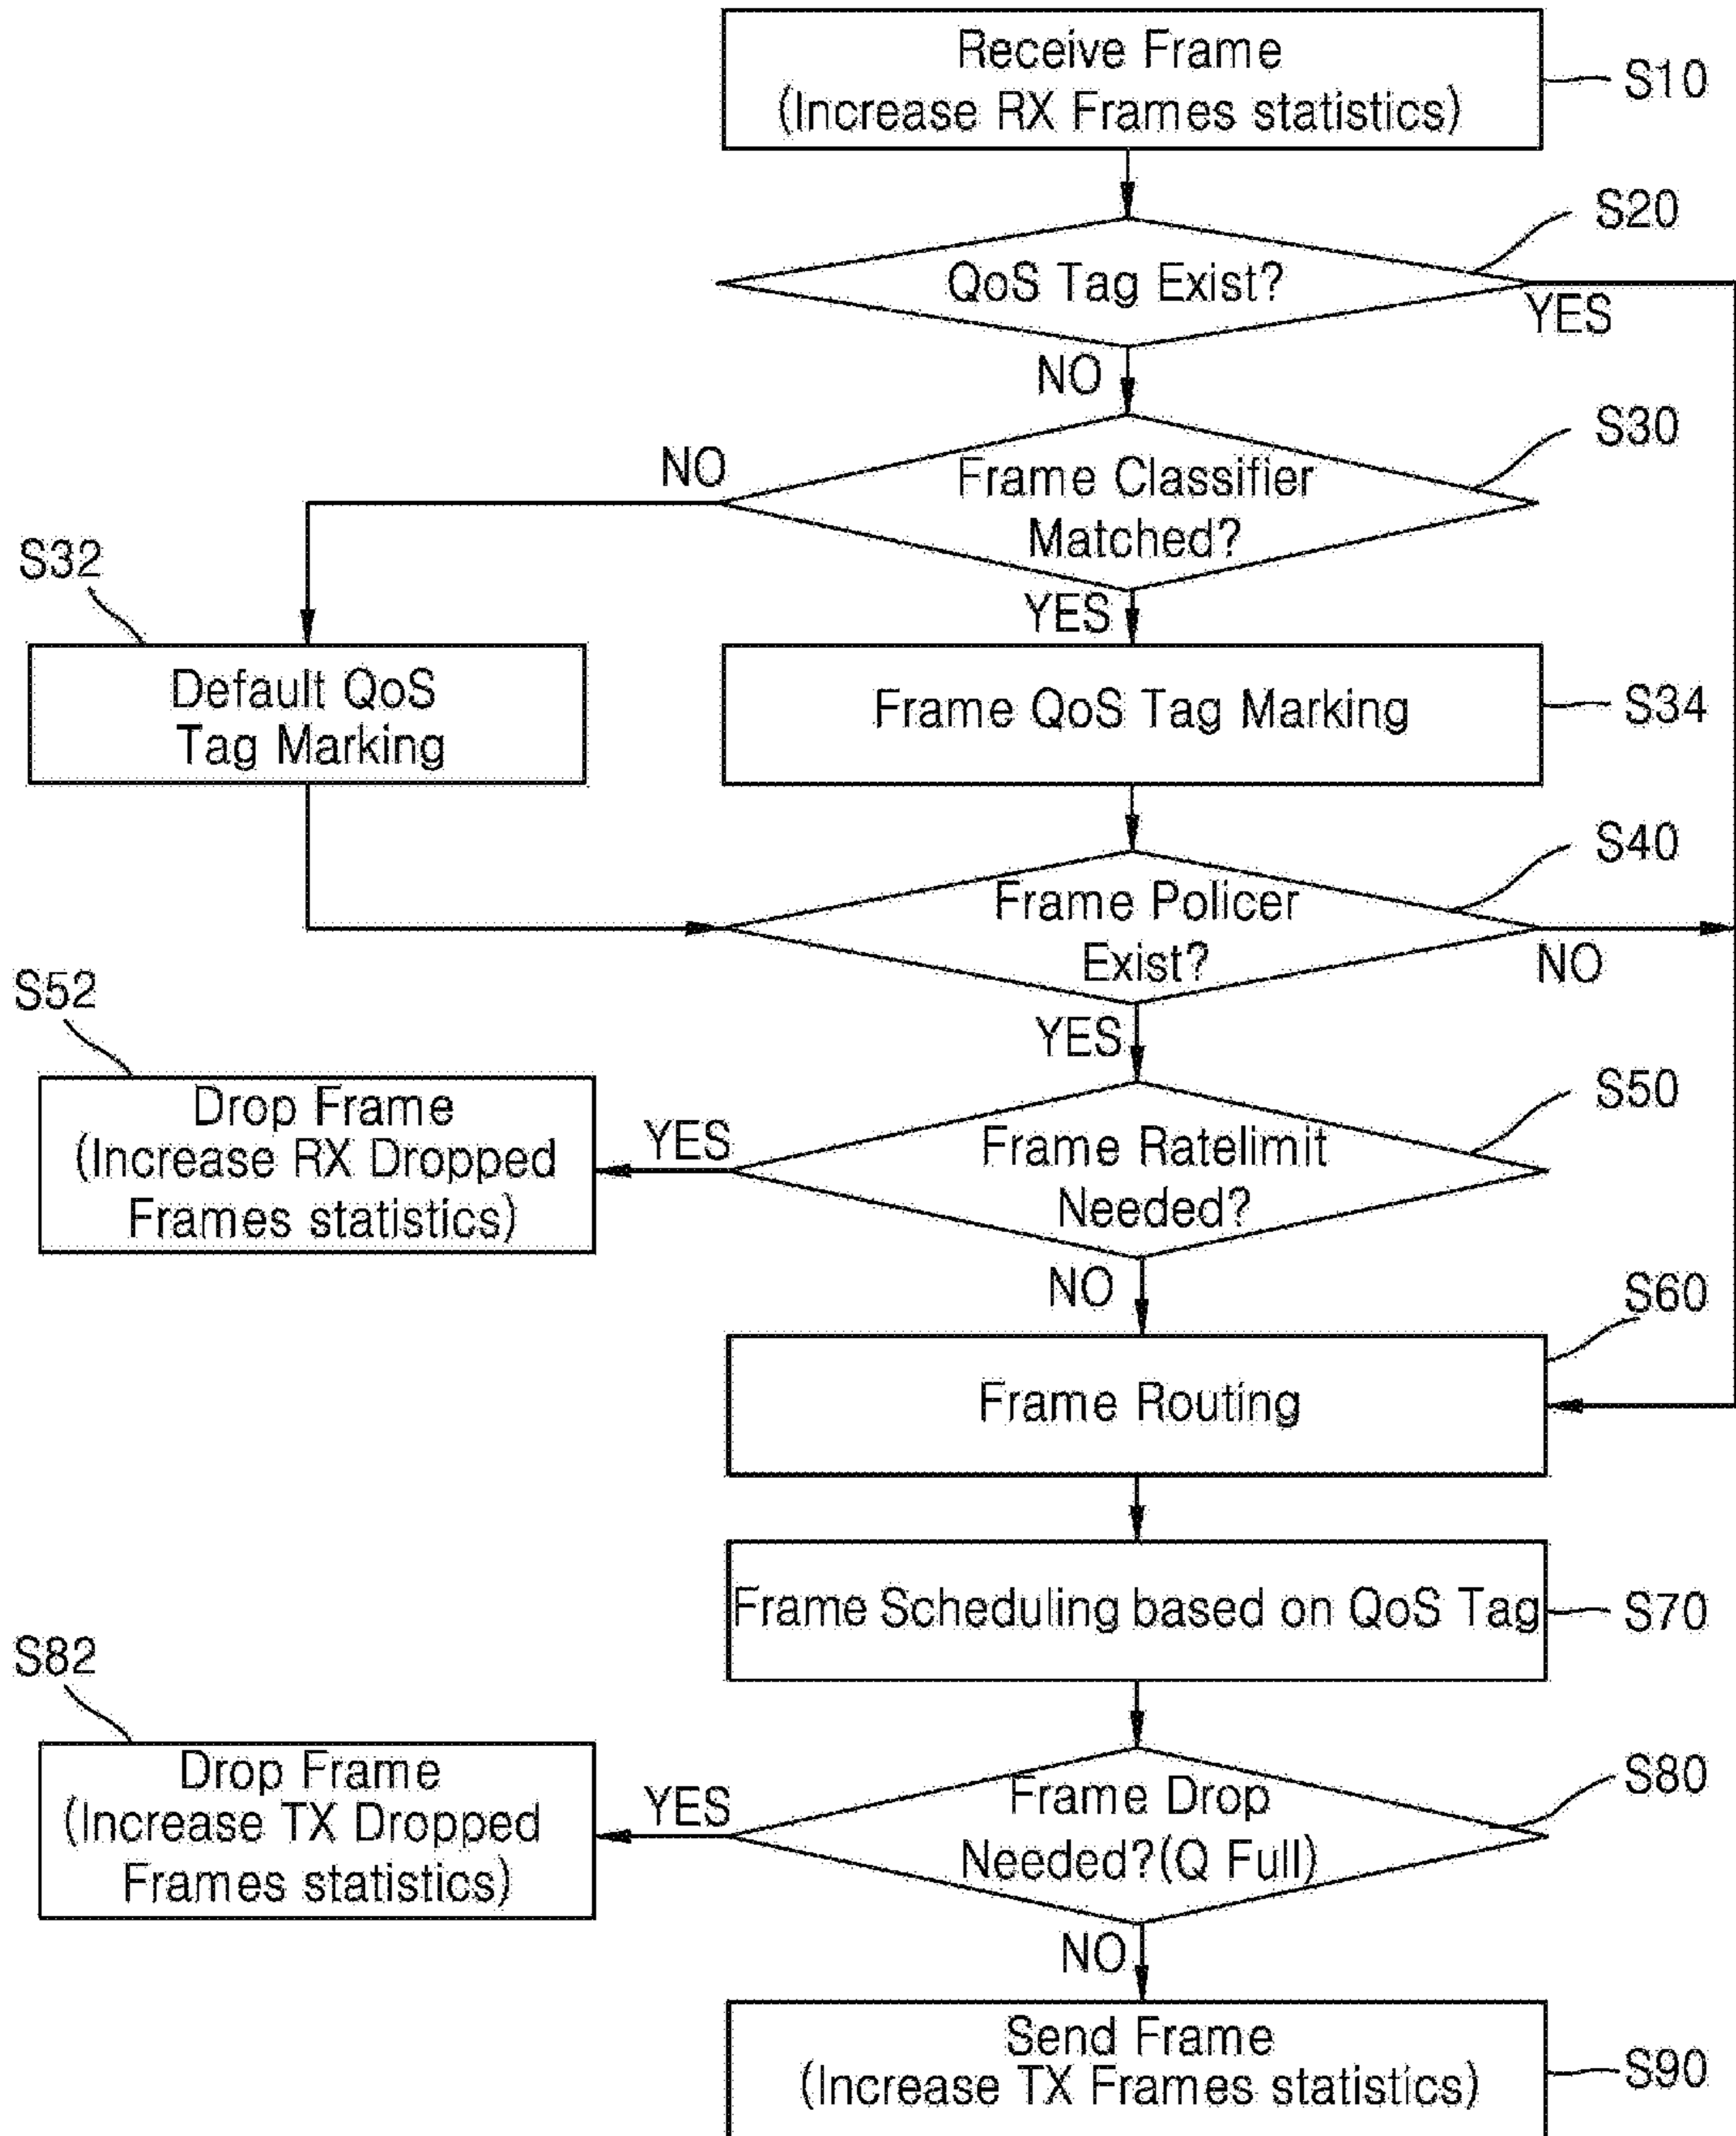 Receive Frame
(Increase RX Frames statistics)
S10
S20
QoS Tag Exist?
YES
NO
S30
NO
Frame Classifier
Matched?
S32
YES
Default QoS
Tag Marking
Frame QoS Tag Marking
S34
S40
Frame Policer
Exist?
NO
S52
YES
Drop Frame
(Increase RX Dropped
Frames statistics)
YES
S50
Frame Ratelimit
Needed?
NO
S60
Frame Routing
Frame Scheduling based on QoS Tag
S70
S82
Drop Frame
(Increase TX Dropped
Frames statistics)
YES
S80
Frame Drop
Needed?(Q Full)
NO
Send Frame
(Increase TX Frames statistics)
S90